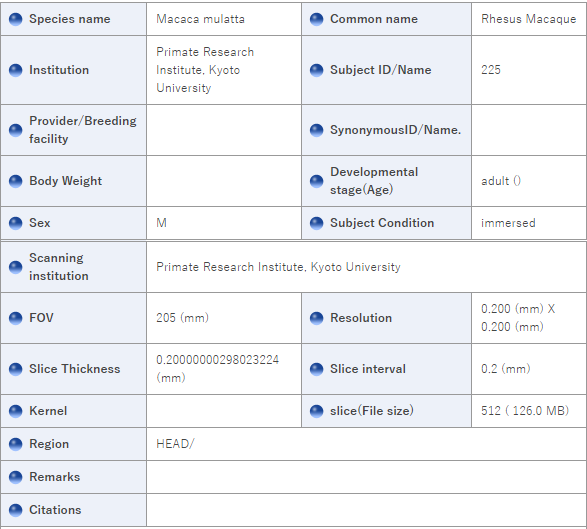 Species name Macaca mulatta Common name Rhesus Macaque
Institution Primate Research Institute, Kyoto University Subject ID/Name 225
Provider/Breeding facility SynonymousID/Name.
Body Weight Developmental stage(Age) adult ()
Sex M Subject Condition immersed
Scanning institution Primate Research Institute, Kyoto University
FOV 205 (mm) Resolution 0.200 (mm) X 0.200 (mm)
Slice Thickness 0.20000000298023224 (mm) Slice interval 0.2 (mm)
Kernel slice(File size) 512 ( 126.0 MB)
Region HEAD/
Remarks
Citations